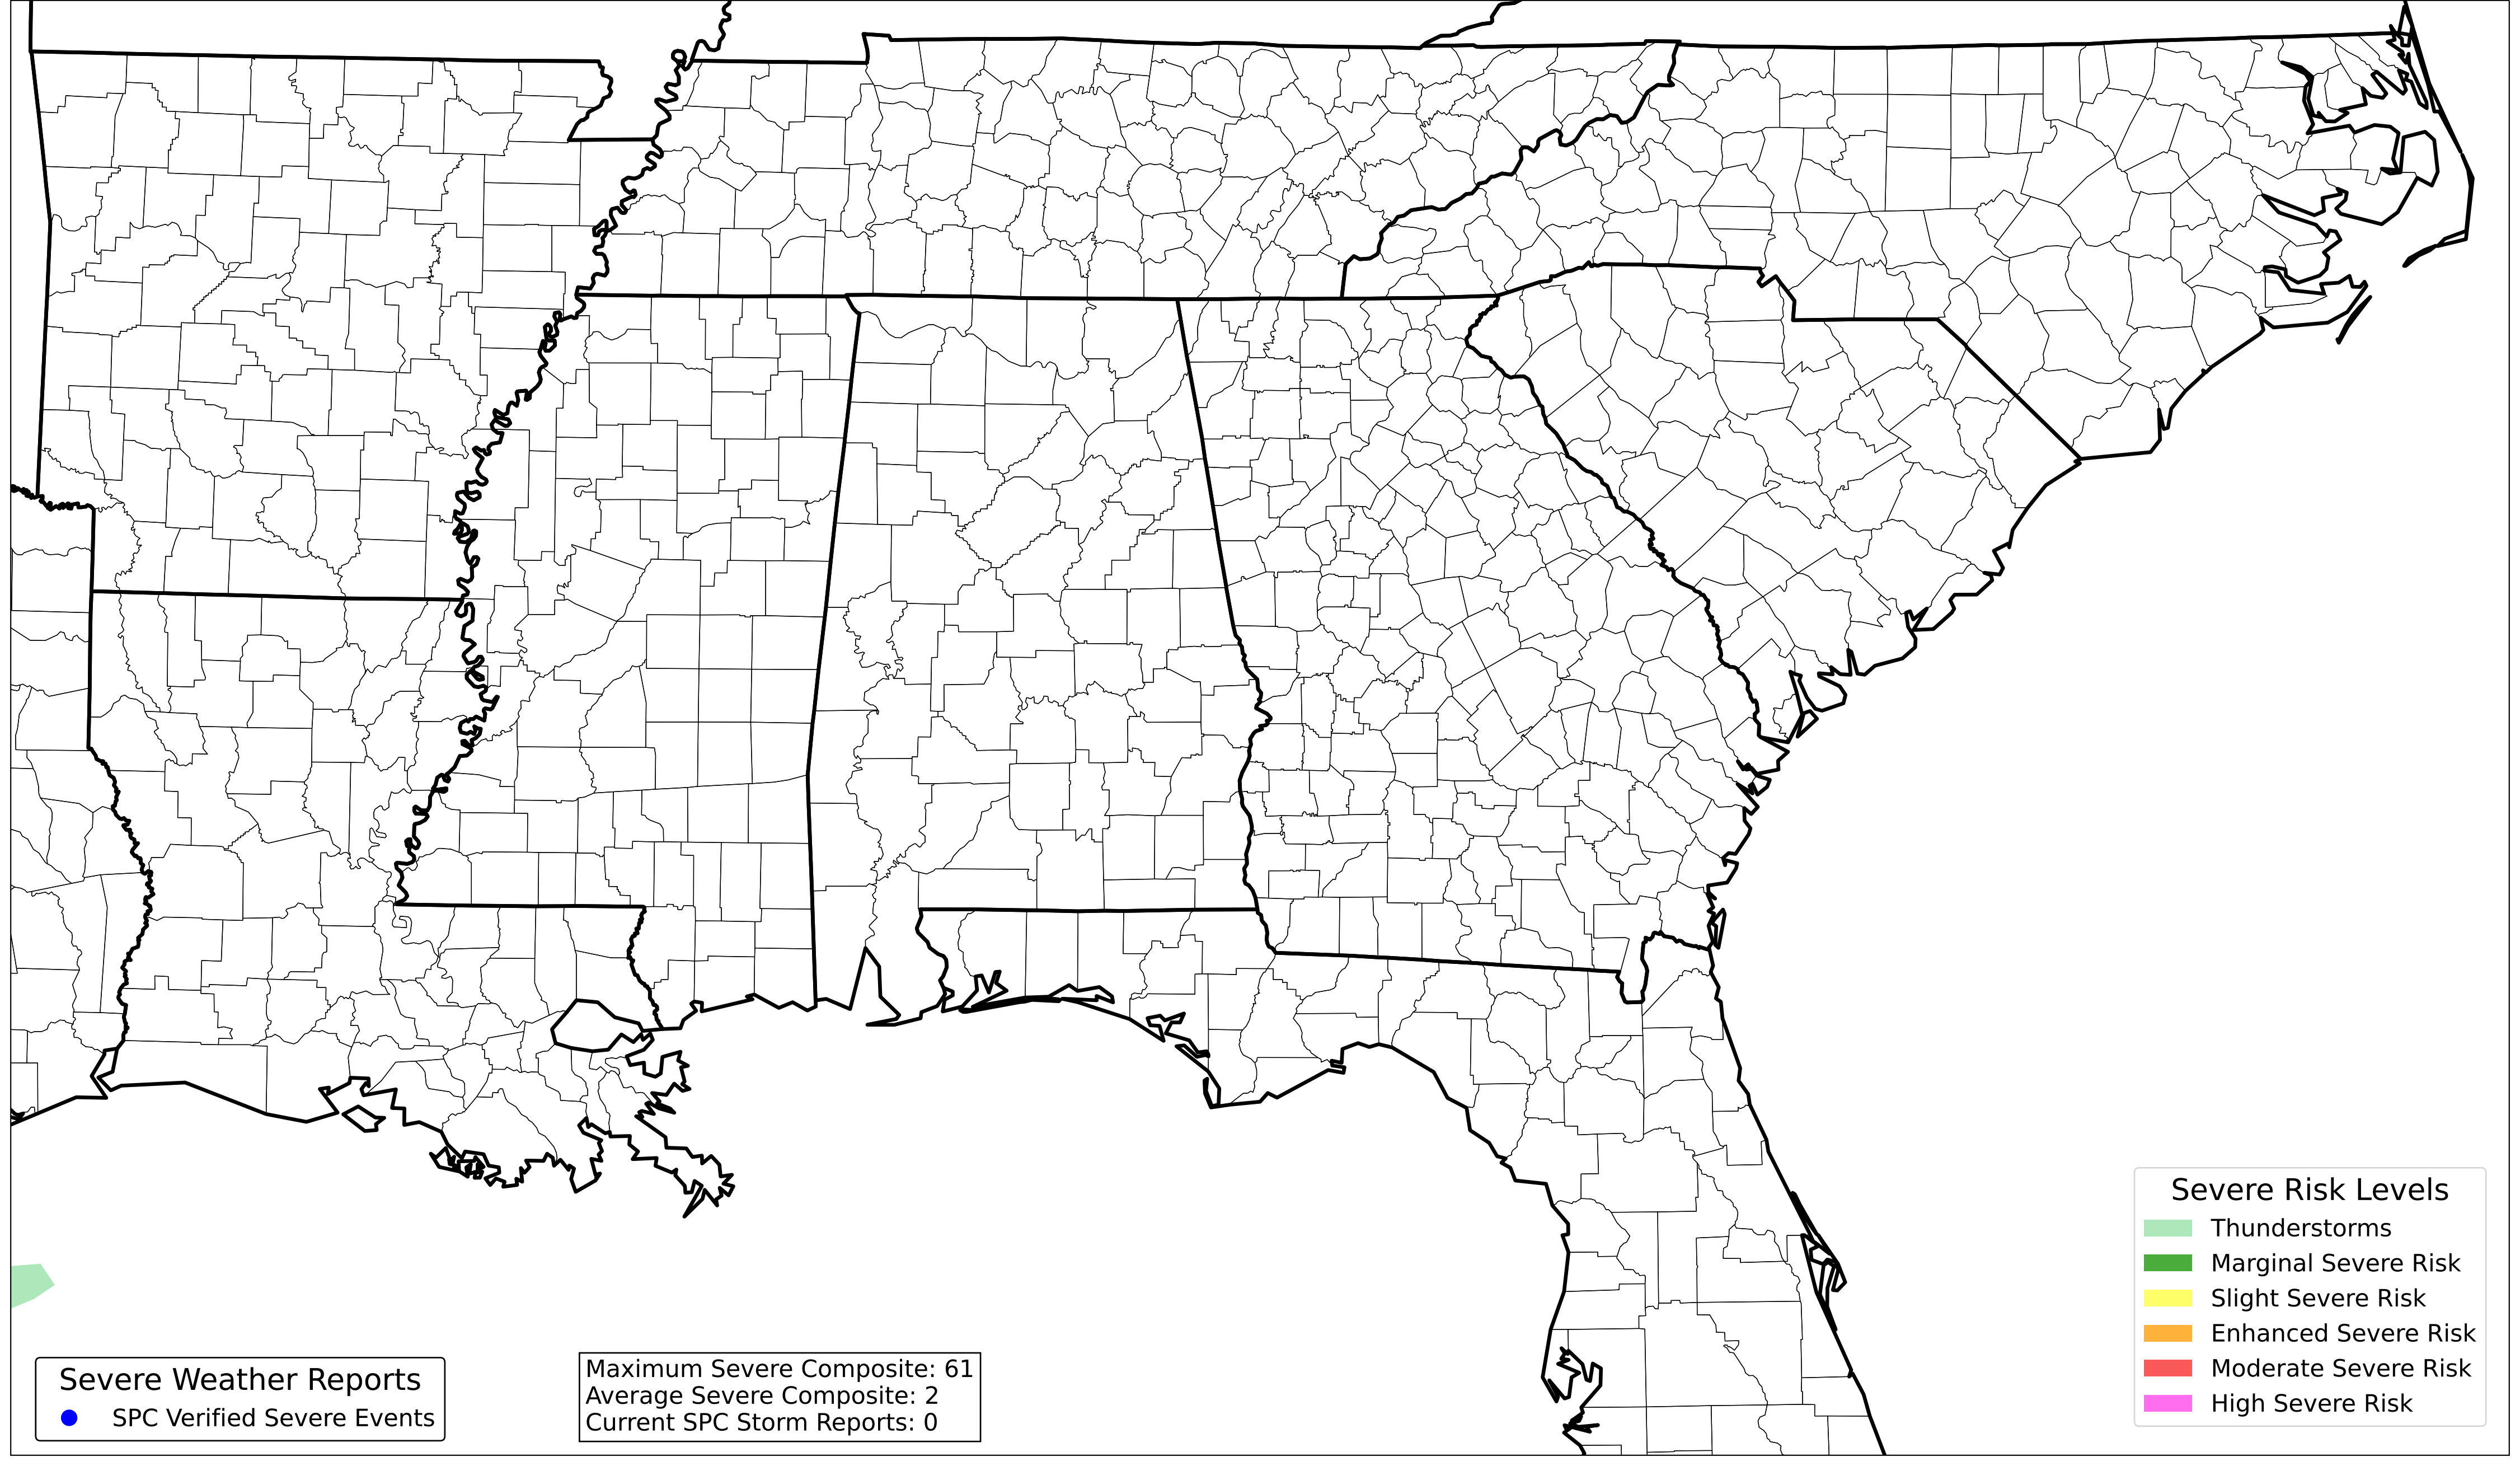 Severe Risk Levels
Thunderstorms
Marginal Severe Risk
Slight Severe Risk
Enhanced Severe Risk
Moderate Severe Risk
High Severe Risk
Severe Weather Reports
SPC Verified Severe Events
Maximum Severe Composite: 61
Average Severe Composite: 2
Current SPC Storm Reports: 0